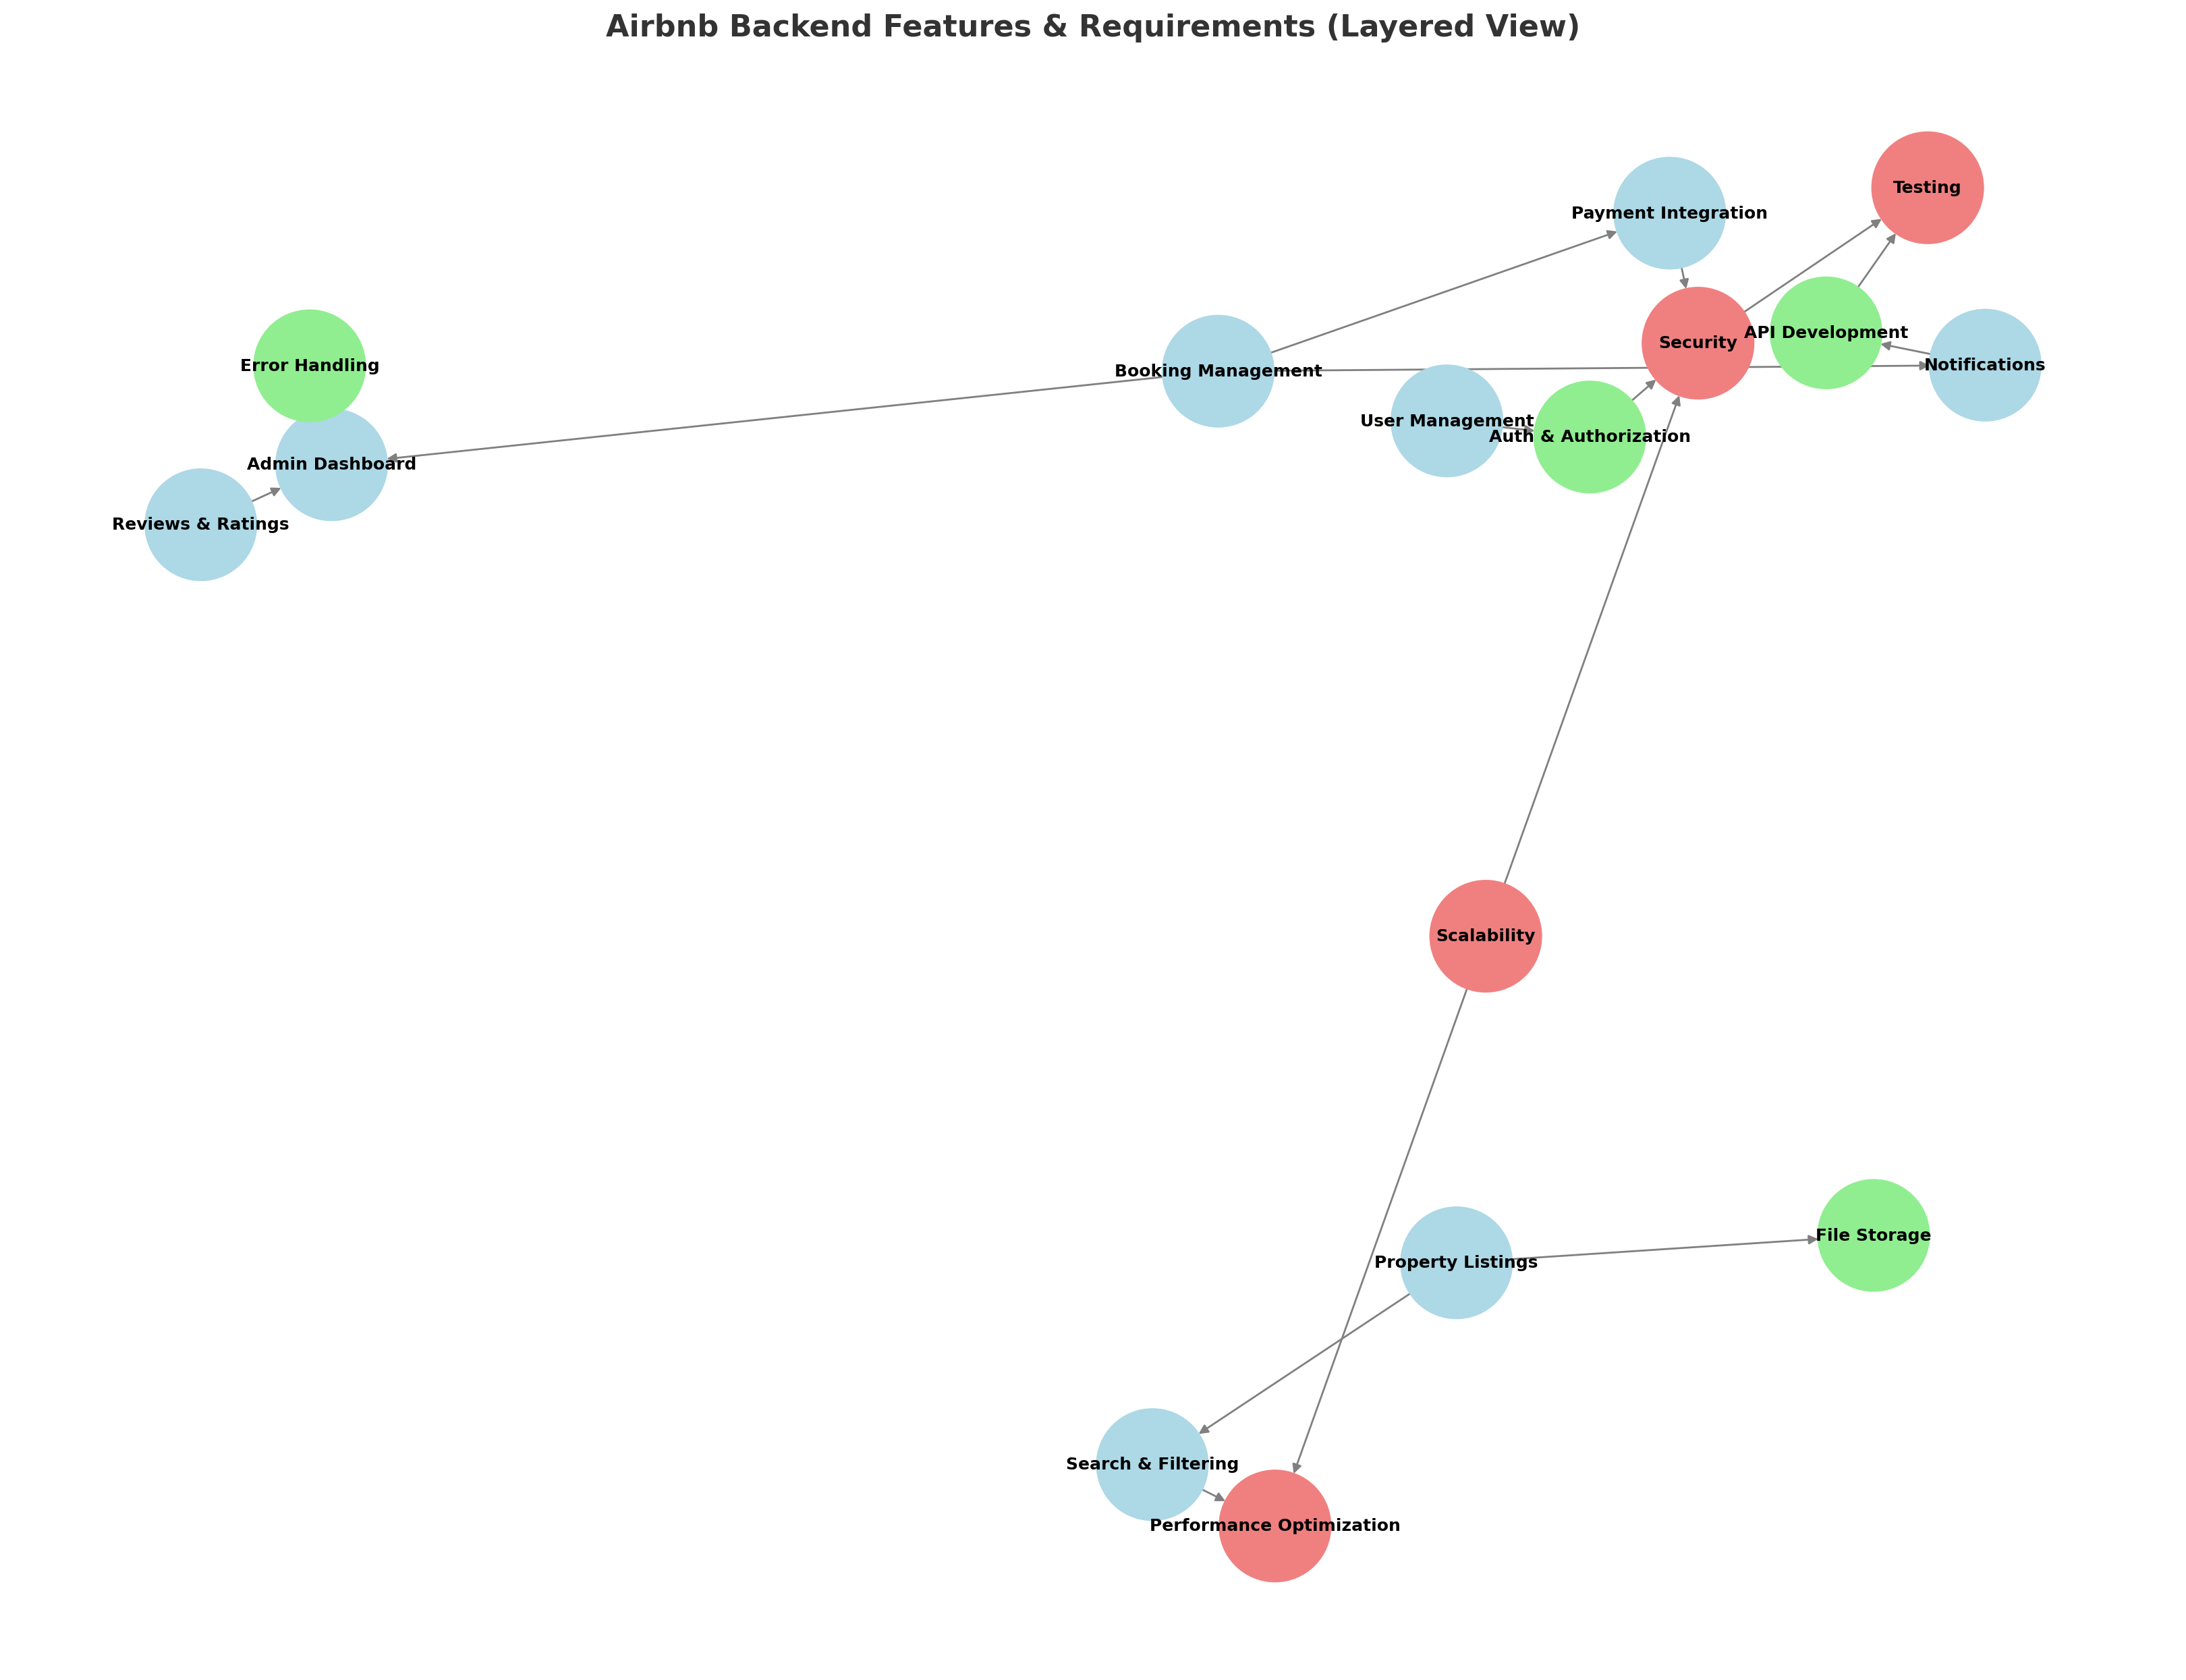 Airbnb Backend Features & Requirements (Layered View)
Testing
Payment Integration
API Development
Security
Notifications
Error Handling
Booking Management
User Management
Auth & Authorization
Admin Dashboard
Reviews & Ratings
Scalability
File Storage
Property Listings
Search & Filtering
Performance Optimization